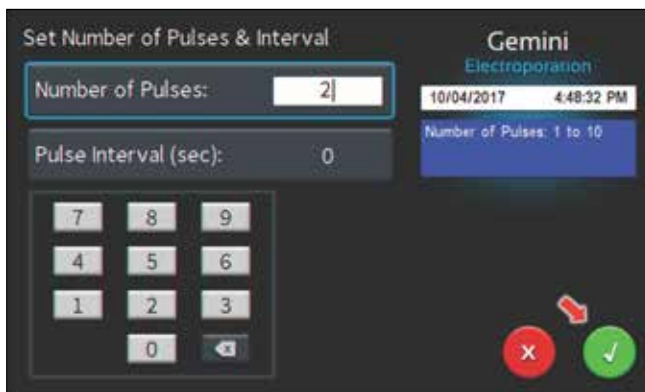 Set Number of Pulses & Interval
Number of Pulses: 2
Pulse Interval (sec): 0
7 8 9
4 5 6
1 2 3
0 x
Gemini
Electroporation
10/04/2017 4:48:32 PM
Number of Pulses: 1 to 10
x